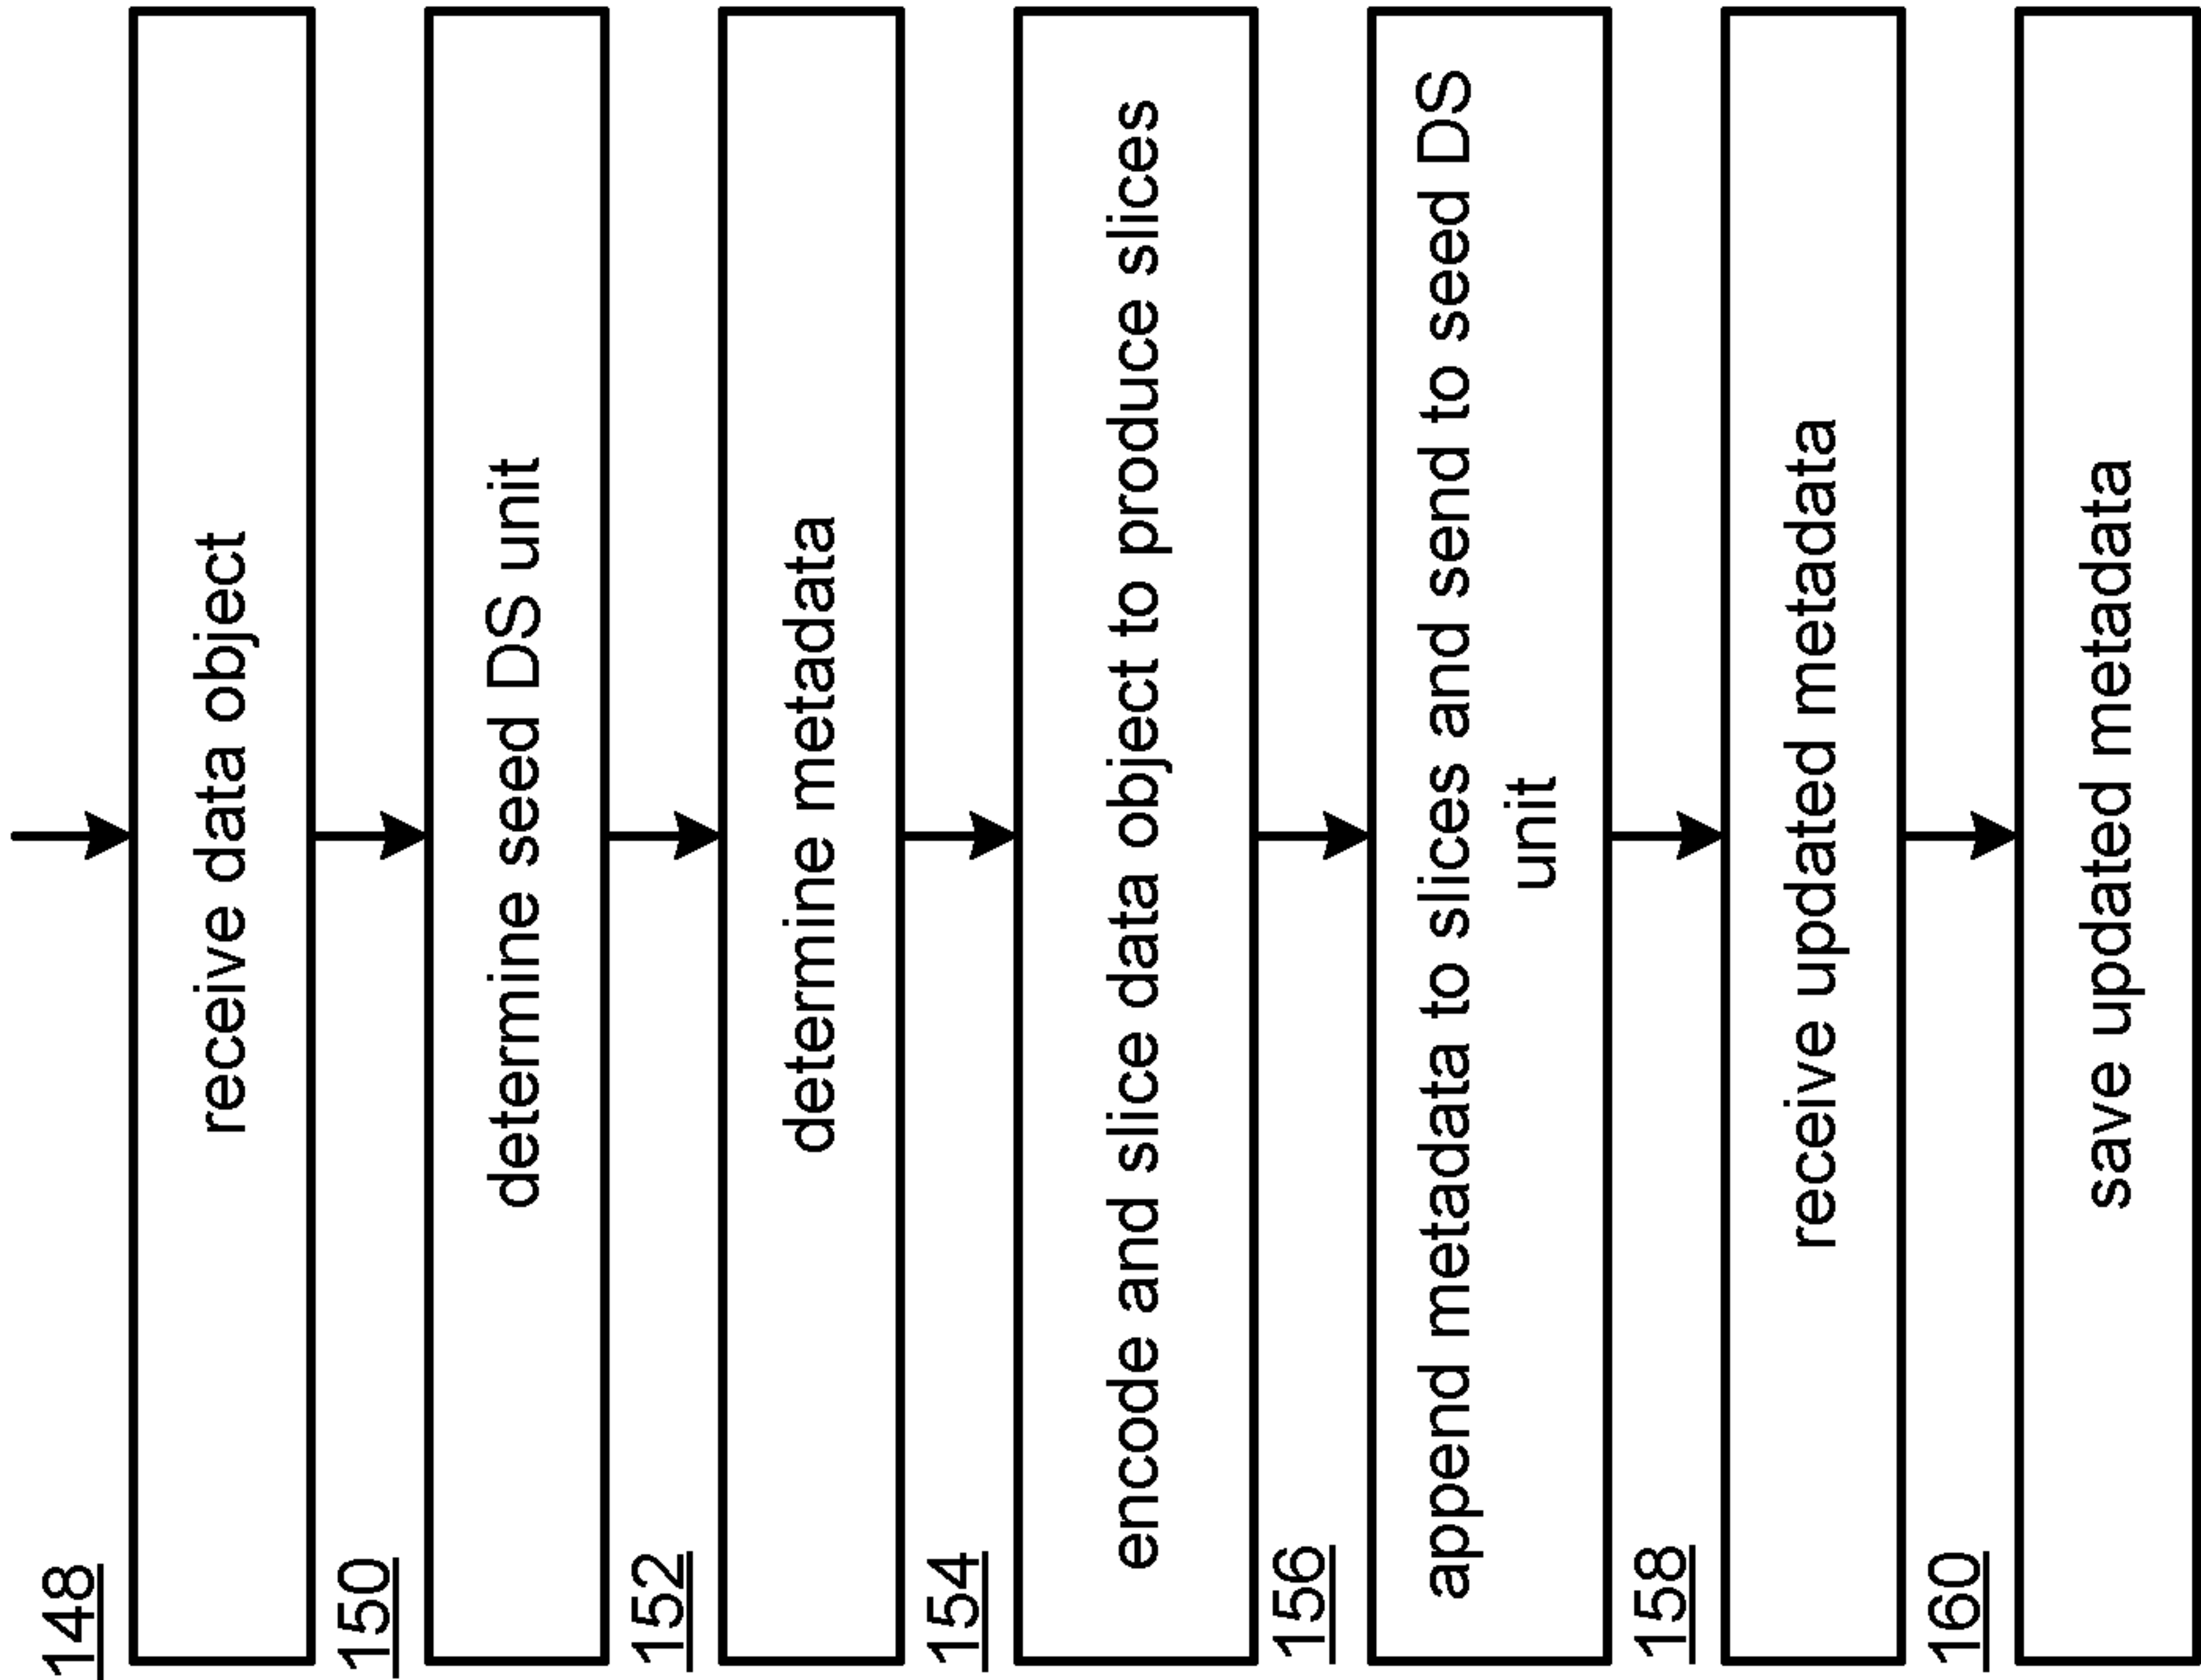 148
receive data object
150
determine seed DS unit
152
determine metadata
154
encode and slice data object to produce slices
156
append metadata to slices and send to seed DS
unit
158
receive updated metadata
160
save updated metadata